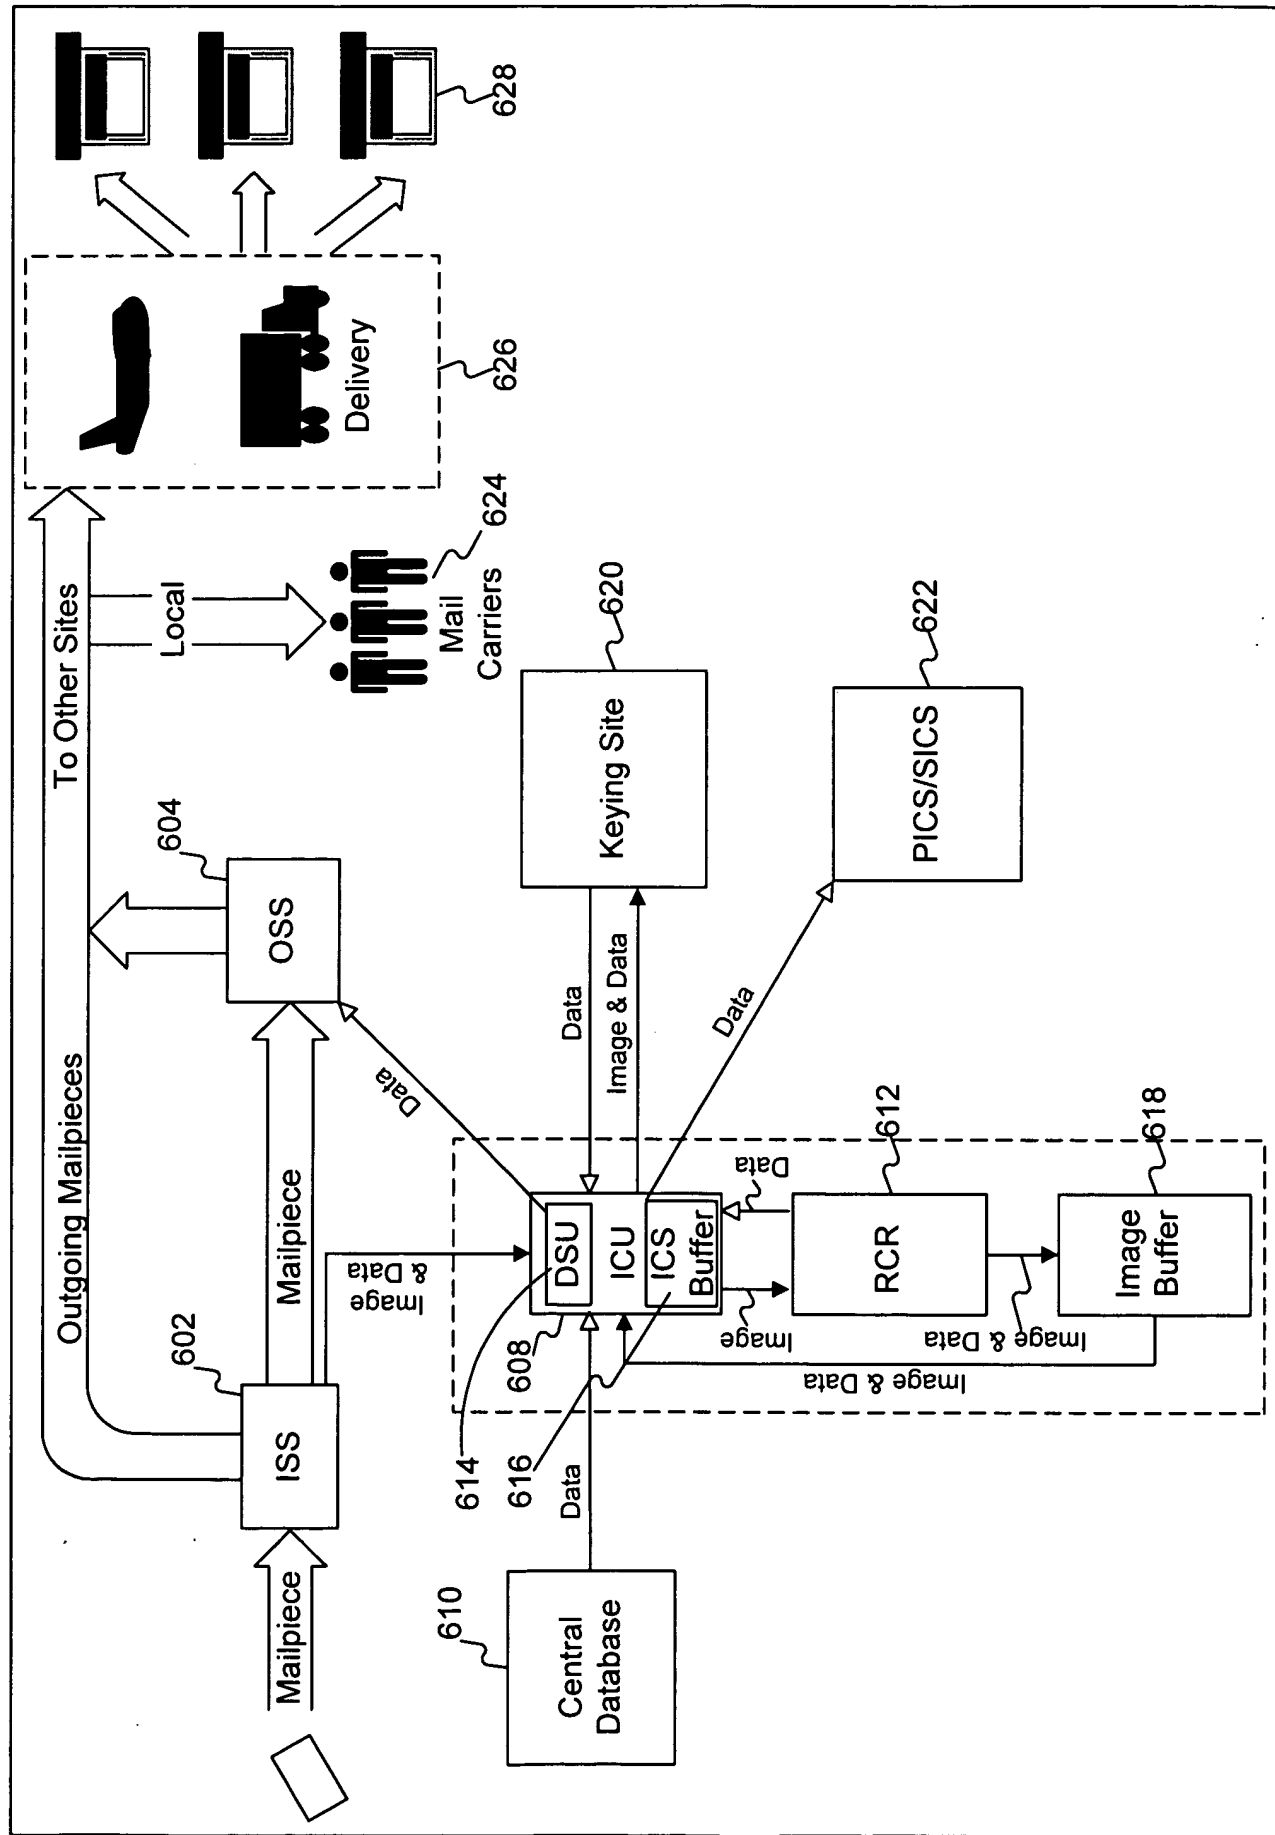 Outgoing Mailpieces
To Other Sites
Mailpiece
ISS
602
Mailpiece
OSS
604
Local
Mail
Carriers
624
Delivery
626
628
Image
& Data
Data
Central
Database
610
Data
614
616
608
DSU
ICU
ICS
Buffer
Data
Image & Data
Keying Site
620
Data
PICS/SICS
622
Image
Data
RCR
612
Image & Data
Image & Data
Image
Buffer
618